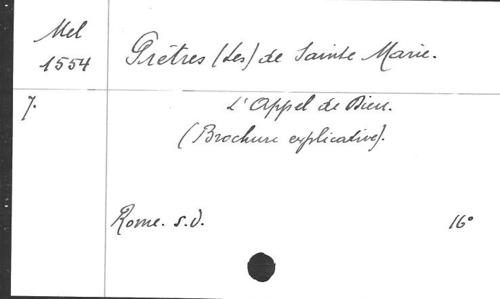 Mel
1554
Prêtres (Les) de Sainte Marie.
7.
L'Appel de Dieu.
(Brochure explicative).
Rome. s.d.
16°